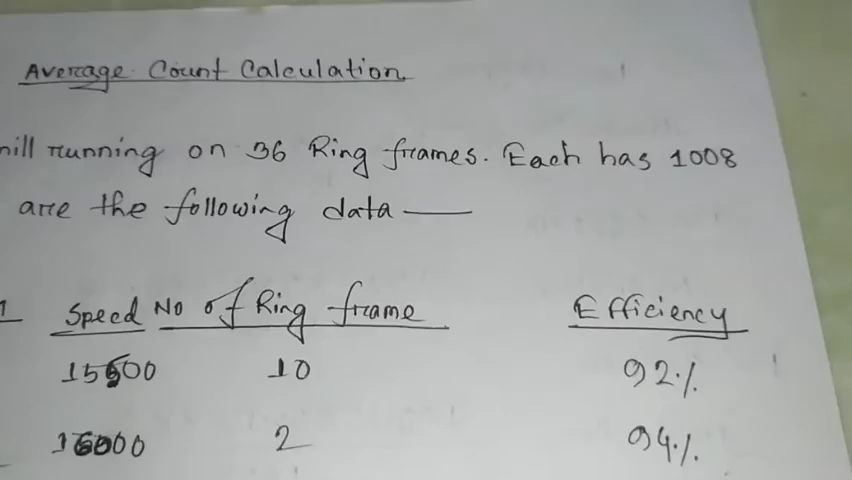 Average Count Calculation
mill running on 36 Ring frames. Each has 1008
are the following data —
Speed No of Ring frame Efficiency
15500 10 92%
16000 2 94%